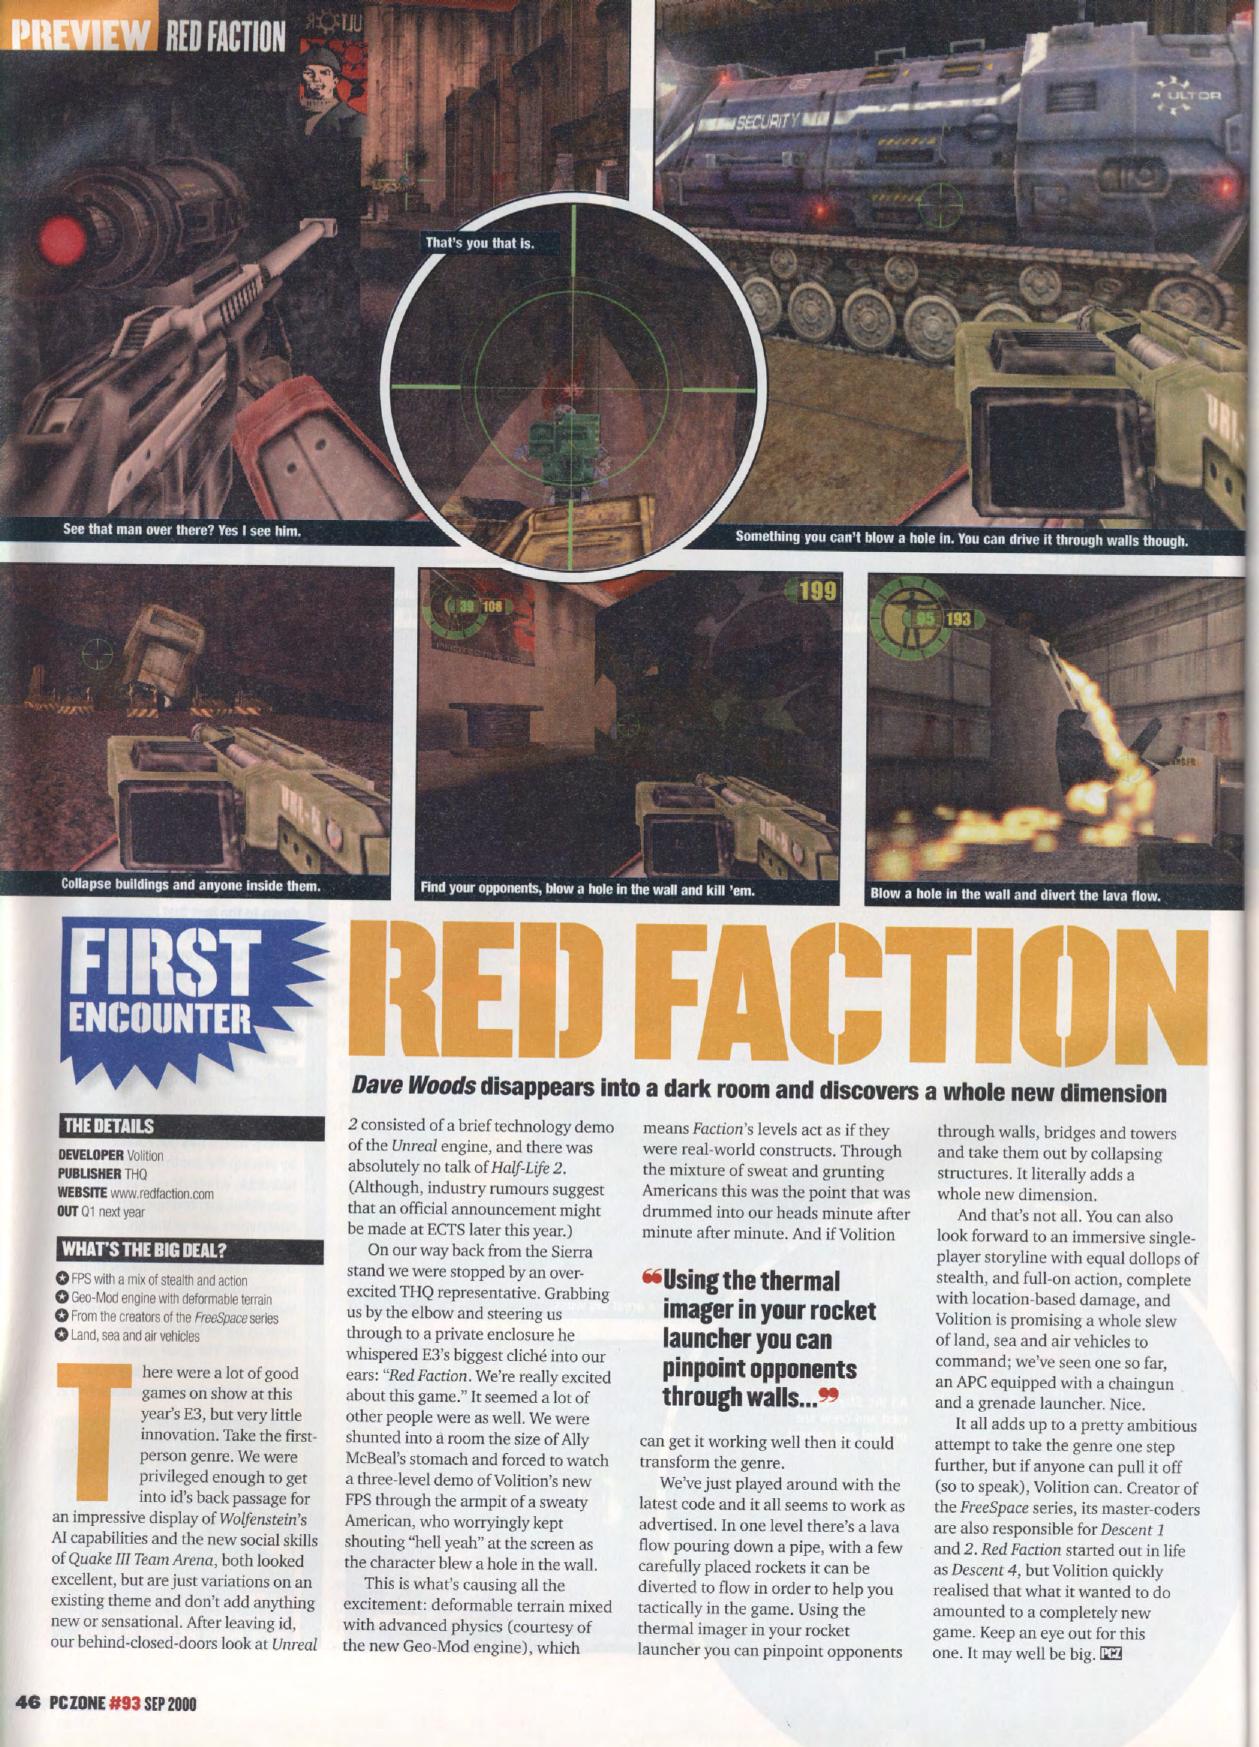 PREVIEW RED FACTION
ULTOR
SECURITY
ULTOR
That's you that is.
See that man over there? Yes I see him.
Something you can't blow a hole in. You can drive it through walls though.
39 108
199
95 193
Collapse buildings and anyone inside them.
Find your opponents, blow a hole in the wall and kill 'em.
Blow a hole in the wall and divert the lava flow.
FIRST
ENCOUNTER
RED FACTION
Dave Woods disappears into a dark room and discovers a whole new dimension
THE DETAILS
DEVELOPER Volition
PUBLISHER THQ
WEBSITE www.redfaction.com
OUT Q1 next year
WHAT'S THE BIG DEAL?
FPS with a mix of stealth and action
Geo-Mod engine with deformable terrain
From the creators of the FreeSpace series
Land, sea and air vehicles
There were a lot of good
games on show at this
year's E3, but very little
innovation. Take the first-
person genre. We were
privileged enough to get
into id's back passage for
an impressive display of Wolfenstein's
AI capabilities and the new social skills
of Quake III Team Arena, both looked
excellent, but are just variations on an
existing theme and don't add anything
new or sensational. After leaving id,
our behind-closed-doors look at Unreal
2 consisted of a brief technology demo
of the Unreal engine, and there was
absolutely no talk of Half-Life 2.
(Although, industry rumours suggest
that an official announcement might
be made at ECTS later this year.)
On our way back from the Sierra
stand we were stopped by an over-
excited THQ representative. Grabbing
us by the elbow and steering us
through to a private enclosure he
whispered E3's biggest cliché into our
ears: "Red Faction. We're really excited
about this game." It seemed a lot of
other people were as well. We were
shunted into a room the size of Ally
McBeal's stomach and forced to watch
a three-level demo of Volition's new
FPS through the armpit of a sweaty
American, who worryingly kept
shouting "hell yeah" at the screen as
the character blew a hole in the wall.
This is what's causing all the
excitement: deformable terrain mixed
with advanced physics (courtesy of
the new Geo-Mod engine), which
means Faction's levels act as if they
were real-world constructs. Through
the mixture of sweat and grunting
Americans this was the point that was
drummed into our heads minute after
minute after minute. And if Volition
"Using the thermal
imager in your rocket
launcher you can
pinpoint opponents
through walls..."
can get it working well then it could
transform the genre.
We've just played around with the
latest code and it all seems to work as
advertised. In one level there's a lava
flow pouring down a pipe, with a few
carefully placed rockets it can be
diverted to flow in order to help you
tactically in the game. Using the
thermal imager in your rocket
launcher you can pinpoint opponents
through walls, bridges and towers
and take them out by collapsing
structures. It literally adds a
whole new dimension.
And that's not all. You can also
look forward to an immersive single-
player storyline with equal dollops of
stealth, and full-on action, complete
with location-based damage, and
Volition is promising a whole slew
of land, sea and air vehicles to
command; we've seen one so far,
an APC equipped with a chaingun
and a grenade launcher. Nice.
It all adds up to a pretty ambitious
attempt to take the genre one step
further, but if anyone can pull it off
(so to speak), Volition can. Creator of
the FreeSpace series, its master-coders
are also responsible for Descent 1
and 2. Red Faction started out in life
as Descent 4, but Volition quickly
realised that what it wanted to do
amounted to a completely new
game. Keep an eye out for this
one. It may well be big. PCZ
46 PC ZONE #93 SEP 2000